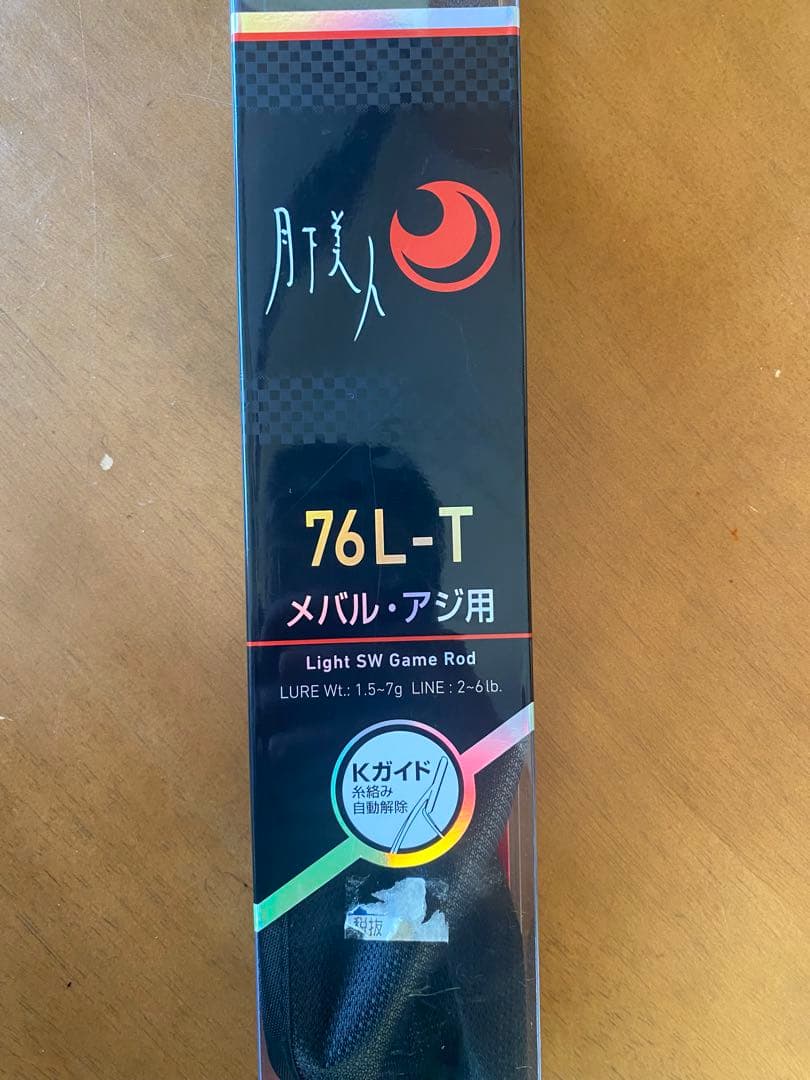 月下美人
76L-T
メバル・アジ用
Light SW Game Rod
LURE Wt.: 1.5~7g LINE : 2~6lb.
Kガイド
糸絡み
自動解除
税抜